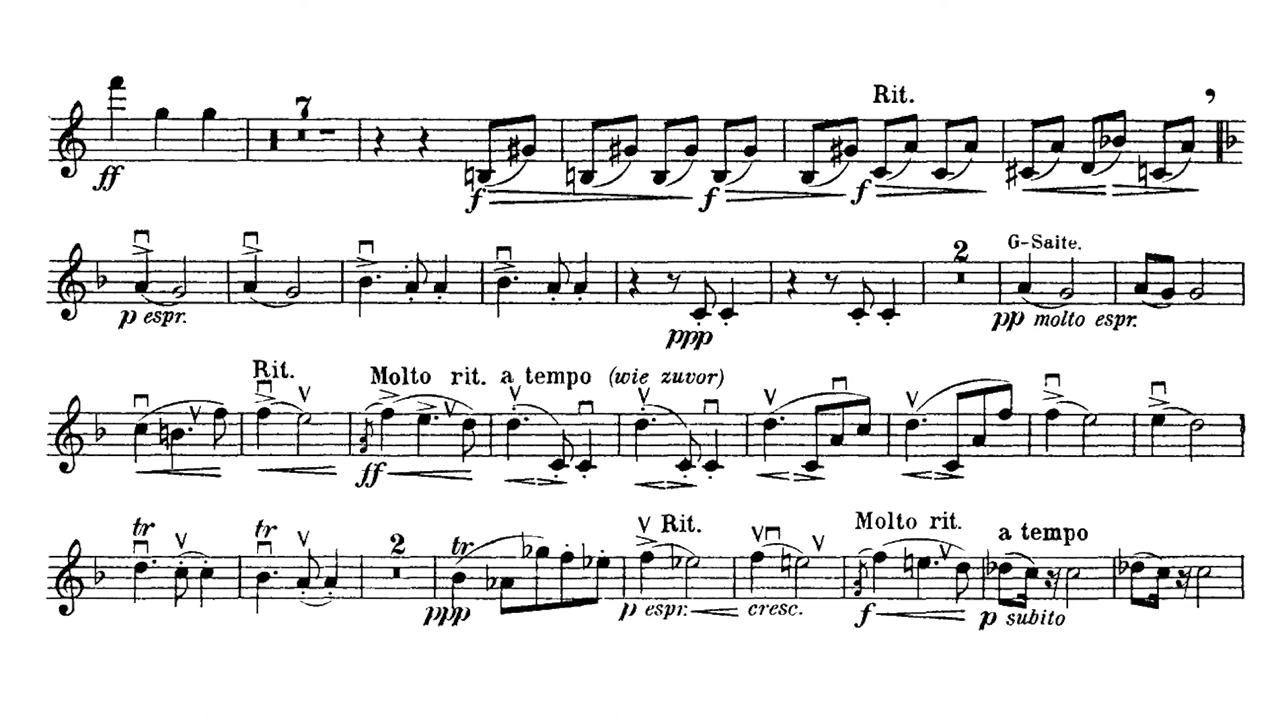 Rit.
7
ff f f f
2 G-Saite.
p espr. ppp pp molto espr.
Rit. Molto rit. a tempo (wie zuvor)
ff
tr tr 2 tr Rit. Molto rit. a tempo
ppp p espr. cresc. f p subito